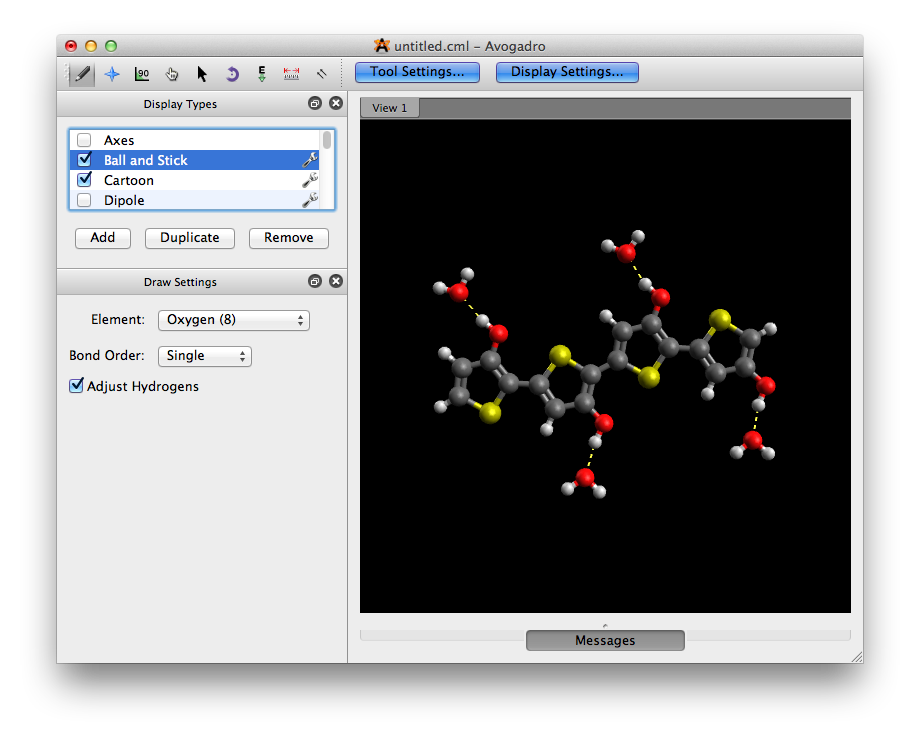 untitled.cml – Avogadro
90
E
Tool Settings...
Display Settings...
Display Types
Axes
Ball and Stick
Cartoon
Dipole
Add
Duplicate
Remove
Draw Settings
Element:
Oxygen (8)
Bond Order:
Single
Adjust Hydrogens
View 1
Messages